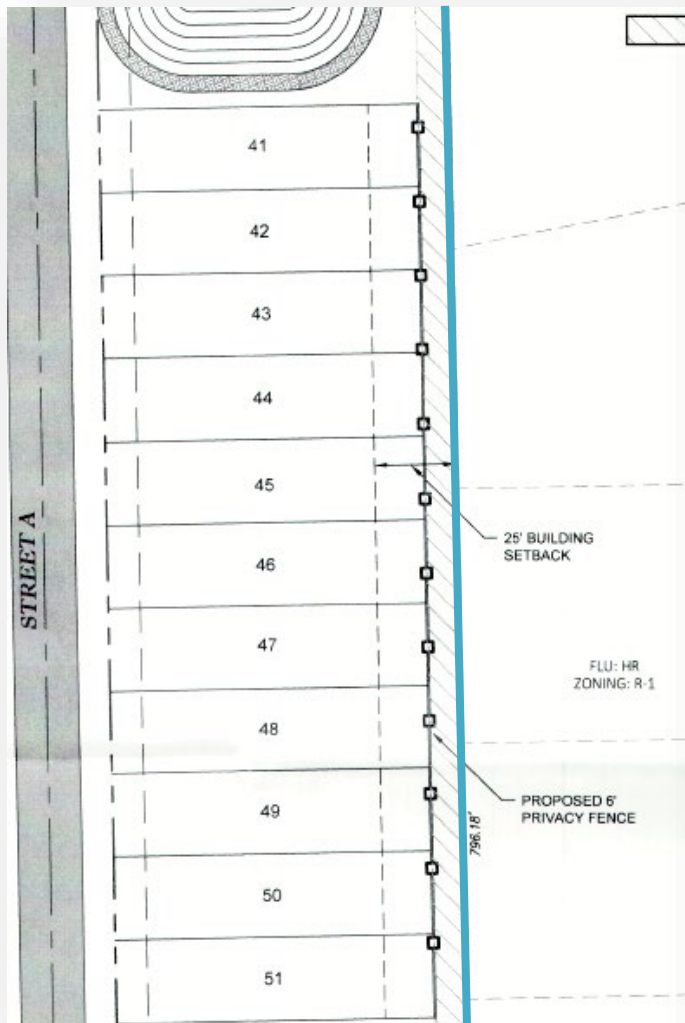 41
42
43
44
45
46
47
48
49
50
51
STREET A
25' BUILDING
SETBACK
FLU: HR
ZONING: R-1
PROPOSED 6'
PRIVACY FENCE
796.18'